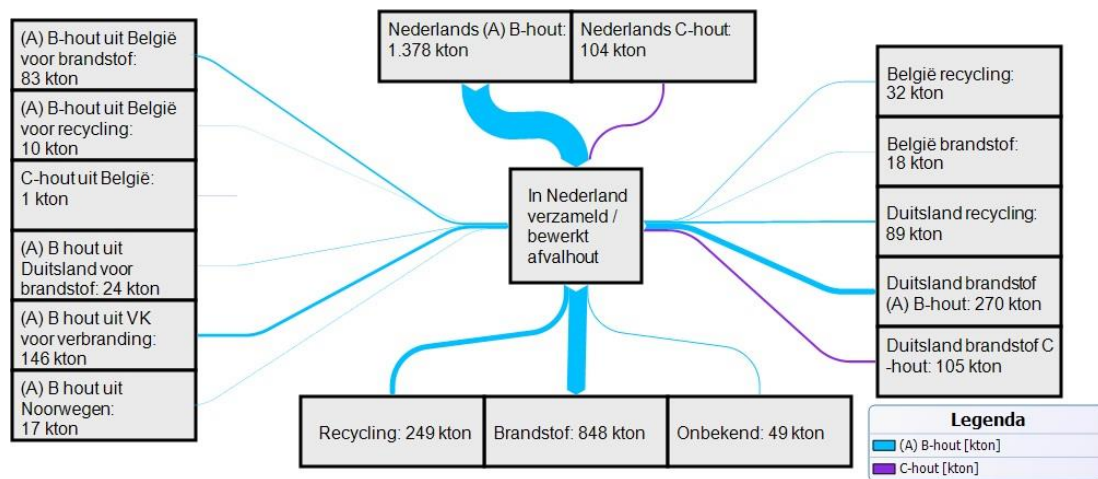 (A) B-hout uit België
voor brandstof:
83 kton
(A) B-hout uit België
voor recycling:
10 kton
C-hout uit België:
1 kton
(A) B hout uit
Duitsland voor
brandstof: 24 kton
(A) B hout uit VK
voor verbranding:
146 kton
(A) B hout uit
Noorwegen:
17 kton
Nederlands (A) B-hout:
1.378 kton
Nederlands C-hout:
104 kton
In Nederland
verzameld /
bewerkt
afvalhout
Recycling: 249 kton
Brandstof: 848 kton
Onbekend: 49 kton
België recycling:
32 kton
België brandstof:
18 kton
Duitsland recycling:
89 kton
Duitsland brandstof
(A) B-hout: 270 kton
Duitsland brandstof C
-hout: 105 kton
Legenda
(A) B-hout [kton]
C-hout [kton]